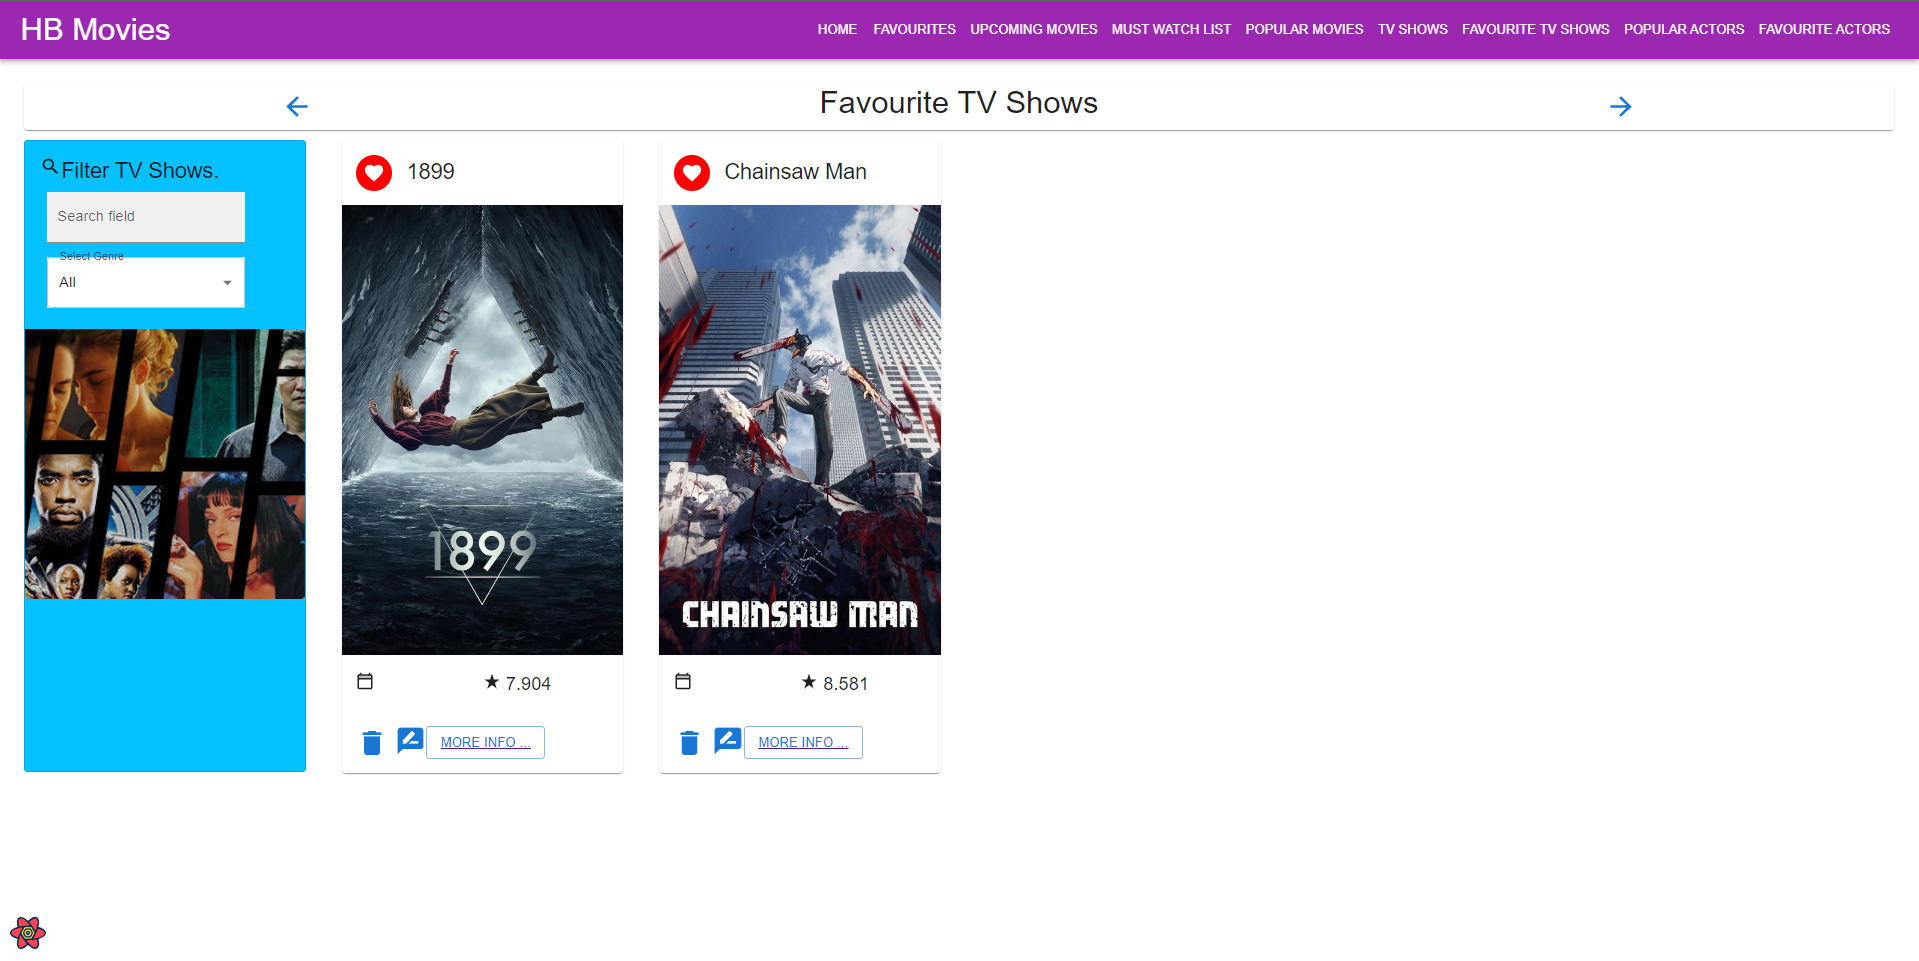 HB Movies
HOME FAVOURITES UPCOMING MOVIES MUST WATCH LIST POPULAR MOVIES TV SHOWS FAVOURITE TV SHOWS POPULAR ACTORS FAVOURITE ACTORS
Favourite TV Shows
Filter TV Shows.
Search field
Select Genre
All
1899
1899
7.904
MORE INFO ...
Chainsaw Man
CHAINSAW MAN
8.581
MORE INFO ...